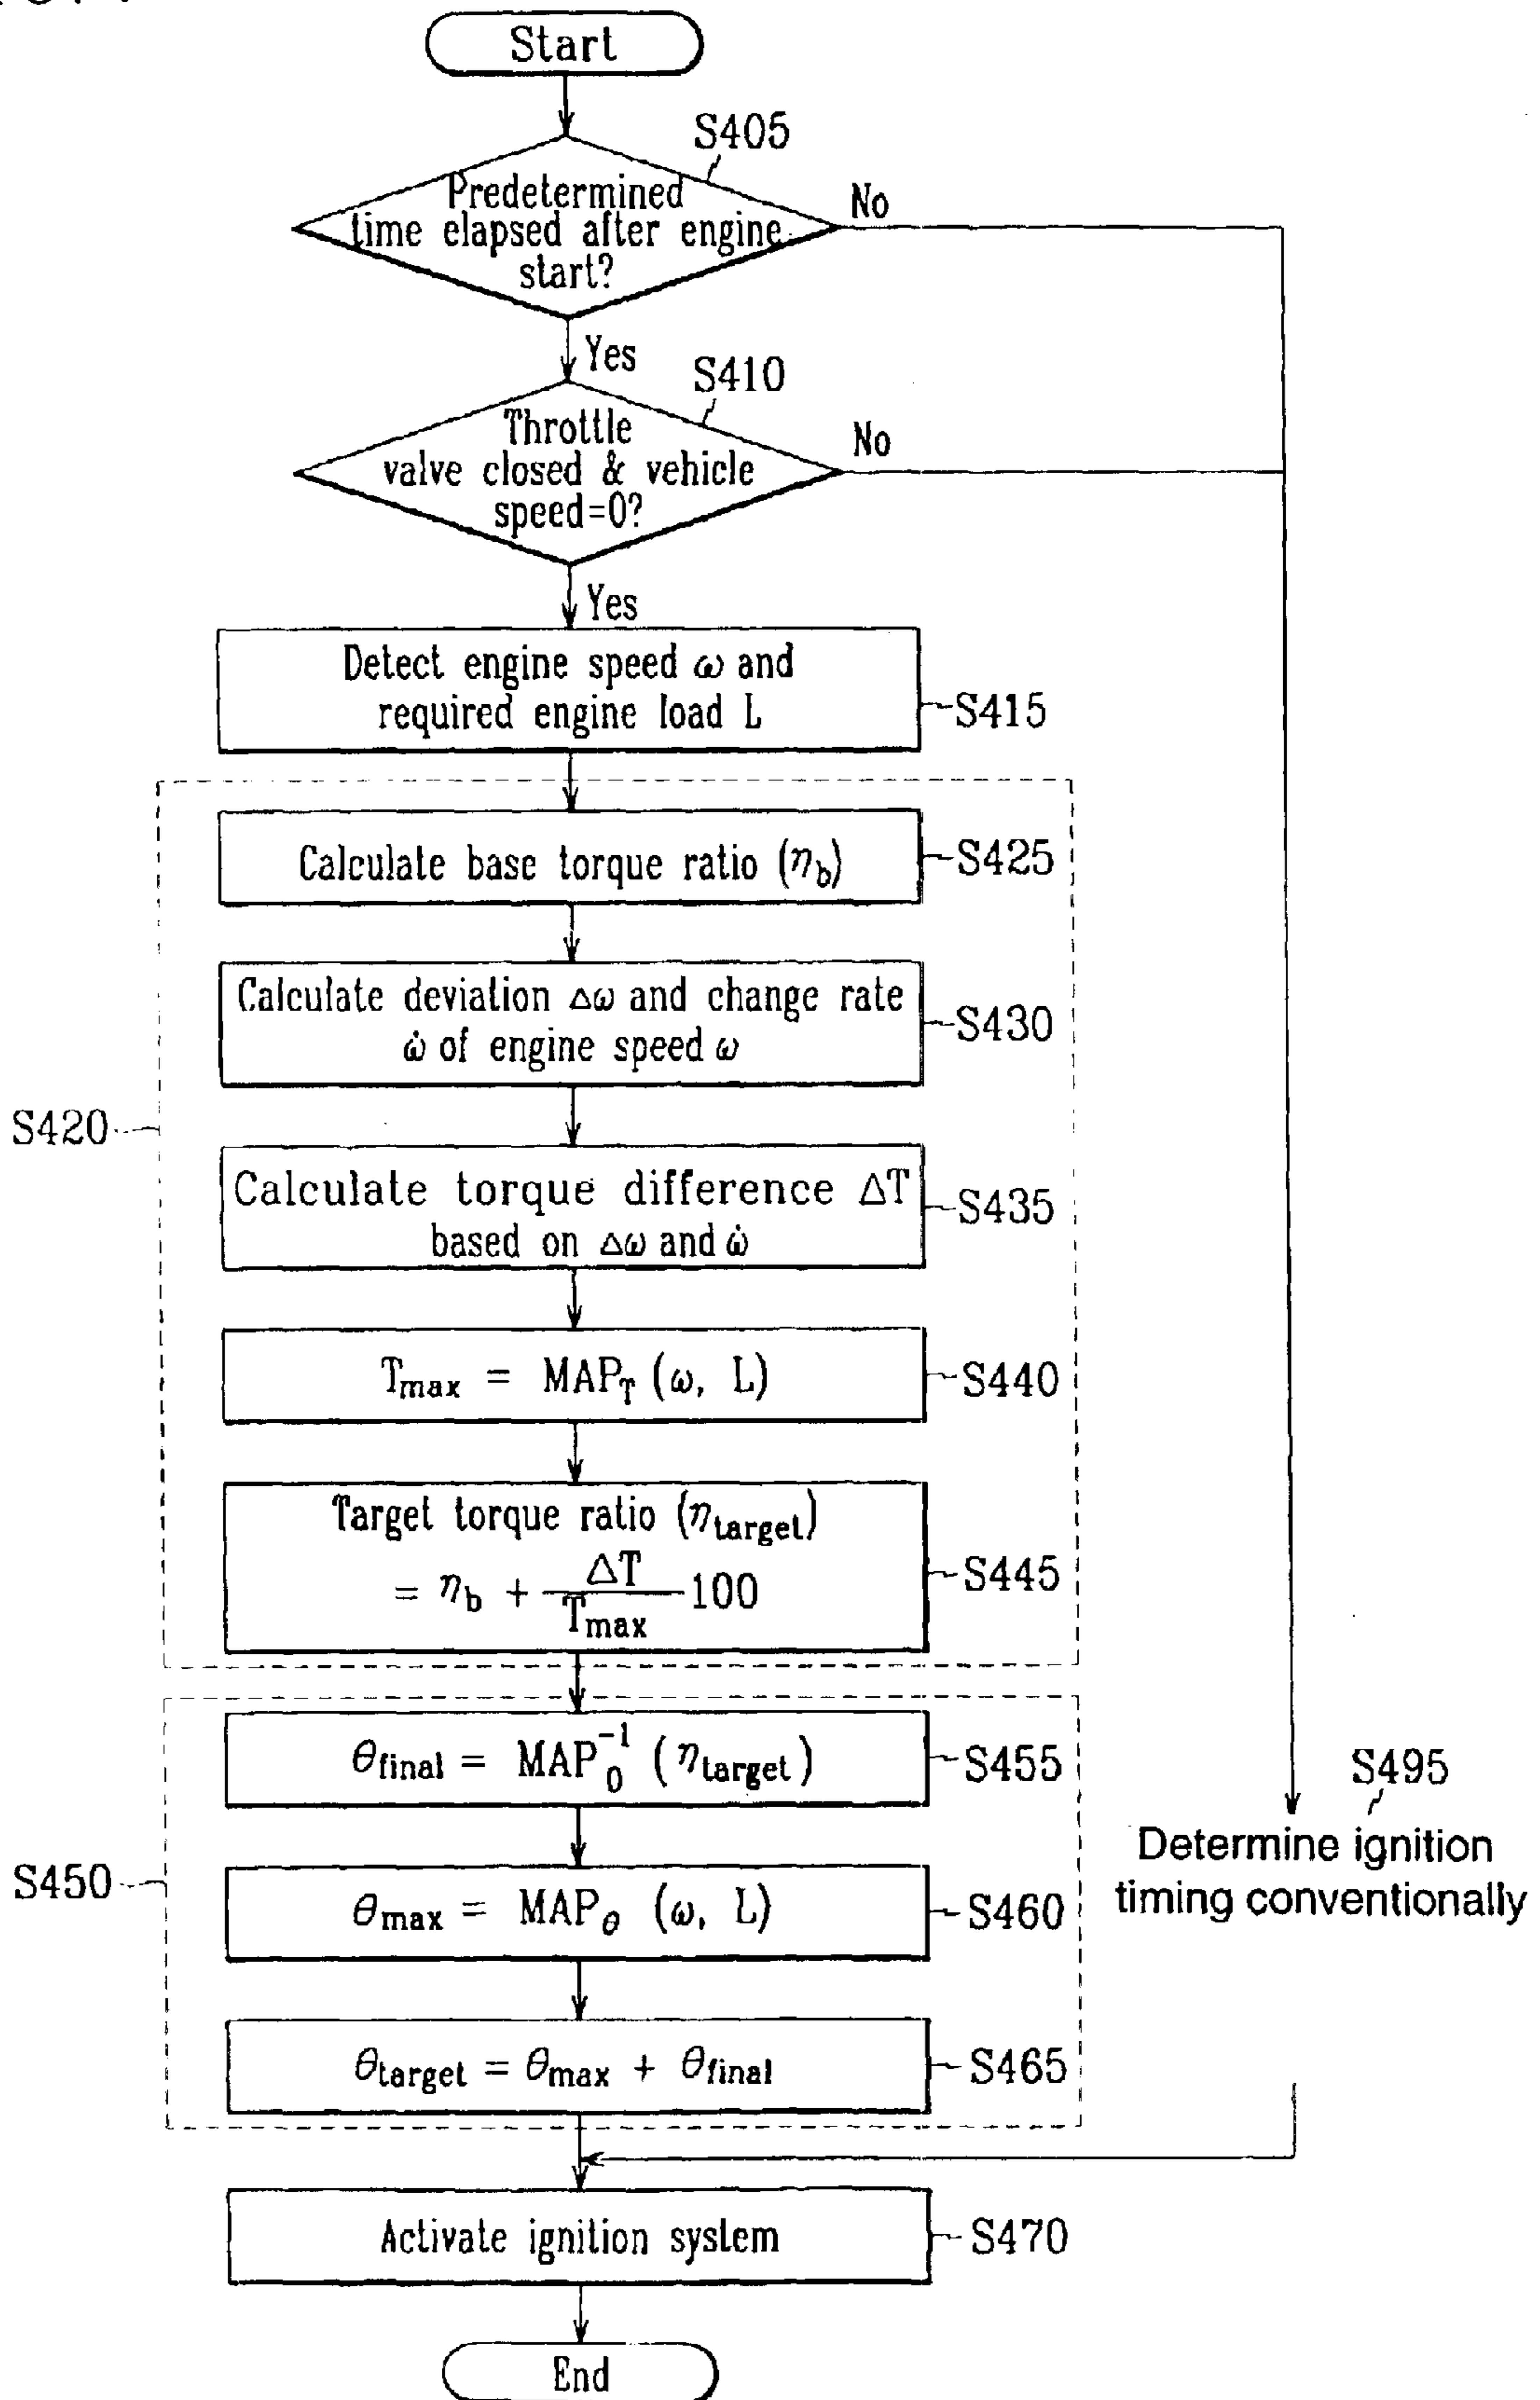 Start
S405
Predetermined
time elapsed after engine
start?
No
Yes
S410
Throttle
valve closed & vehicle
speed=0?
No
Yes
Detect engine speed ω and
required engine load L
S415
Calculate base torque ratio (η_b)
S425
Calculate deviation Δω and change rate
ω̇ of engine speed ω
S430
S420
Calculate torque difference ΔT
based on Δω and ω̇
S435
T_max = MAP_T (ω, L)
S440
Target torque ratio (η_target)
= η_b + ΔT/T_max 100
S445
θ_final = MAP_0^-1 (η_target)
S455
S495
Determine ignition
timing conventionally
S450
θ_max = MAP_θ (ω, L)
S460
θ_target = θ_max + θ_final
S465
Activate ignition system
S470
End